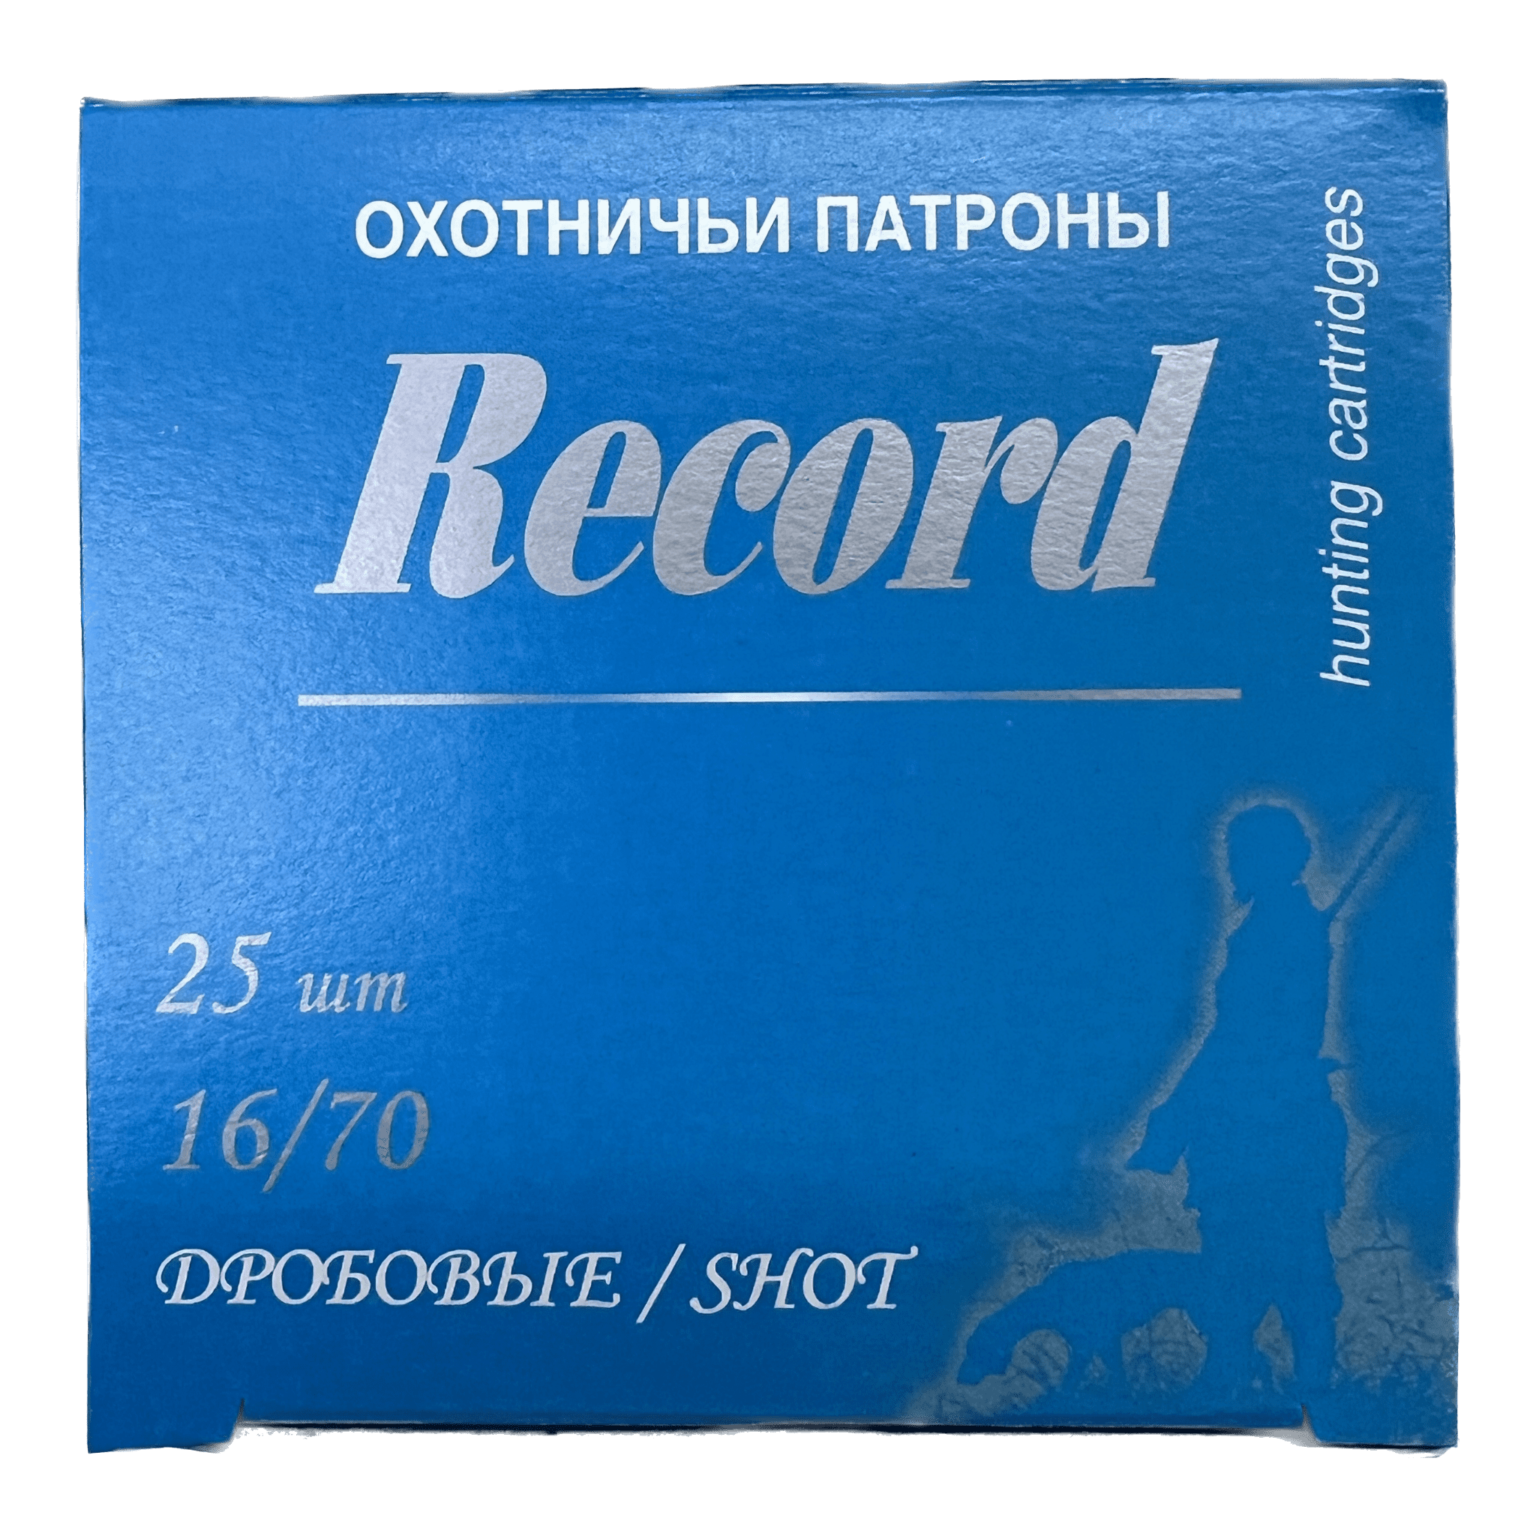 ОХОТНИЧЬИ ПАТРОНЫ
Record
hunting cartridges
25 шт
16/70
ДРОБОВЫЕ / SHOT